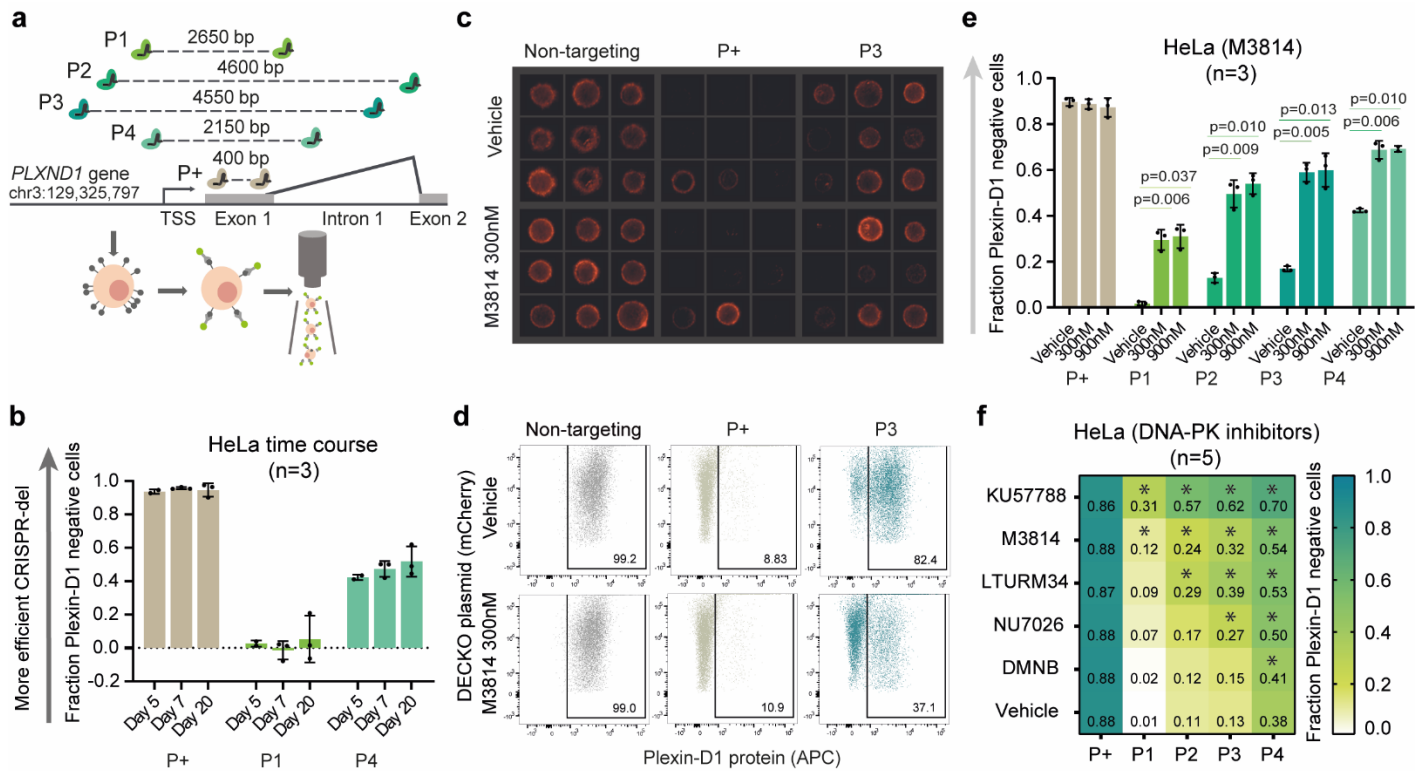 a
P1
2650 bp
P2
4600 bp
P3
4550 bp
P4
2150 bp
P+
400 bp
PLXND1 gene
chr3:129,325,797
TSS
Exon 1
Intron 1
Exon 2
b
HeLa time course
(n=3)
More efficient CRISPR-del
Fraction Plexin-D1 negative cells
1.0
0.8
0.6
0.4
0.2
0.0
-0.2
Day 5
Day 7
Day 20
Day 5
Day 7
Day 20
Day 5
Day 7
Day 20
P+
P1
P4
c
Non-targeting
P+
P3
Vehicle
M3814 300nM
d
Non-targeting
P+
P3
DECKO plasmid (mCherry)
Vehicle
M3814 300nM
99.2
8.83
82.4
99.0
10.9
37.1
Plexin-D1 protein (APC)
e
HeLa (M3814)
(n=3)
Fraction Plexin-D1 negative cells
1.0
0.8
0.6
0.4
0.2
0.0
p=0.037
p=0.006
p=0.010
p=0.009
p=0.013
p=0.005
p=0.010
p=0.006
Vehicle
300nM
900nM
Vehicle
300nM
900nM
Vehicle
300nM
900nM
Vehicle
300nM
900nM
Vehicle
300nM
900nM
P+
P1
P2
P3
P4
f
HeLa (DNA-PK inhibitors)
(n=5)
KU57788 0.86 * 0.31 * 0.57 * 0.62 * 0.70
M3814 0.88 * 0.12 * 0.24 * 0.32 * 0.54
LTURM34 0.87 0.09 * 0.29 * 0.39 * 0.53
NU7026 0.88 0.07 0.17 * 0.27 * 0.50
DMNB 0.88 0.02 0.12 0.15 * 0.41
Vehicle 0.88 0.01 0.11 0.13 0.38
P+ P1 P2 P3 P4
Fraction Plexin-D1 negative cells
1.0
0.8
0.6
0.4
0.2
0.0